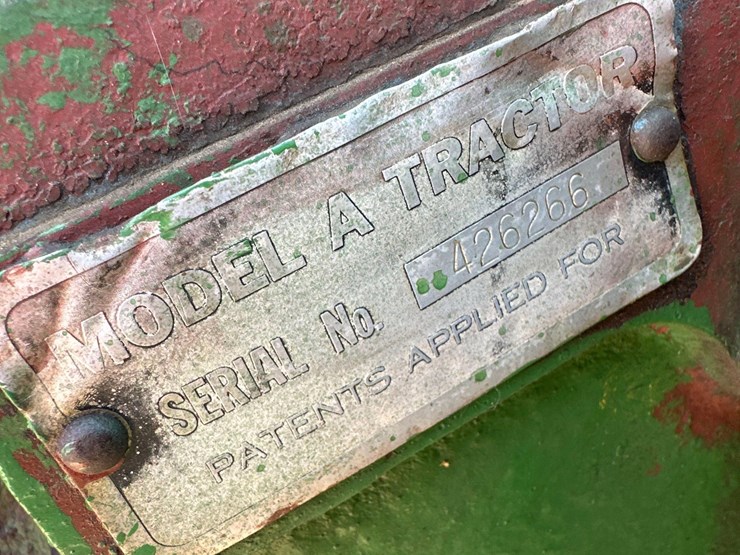 MODEL A TRACTOR
SERIAL No. 426266
PATENTS APPLIED FOR